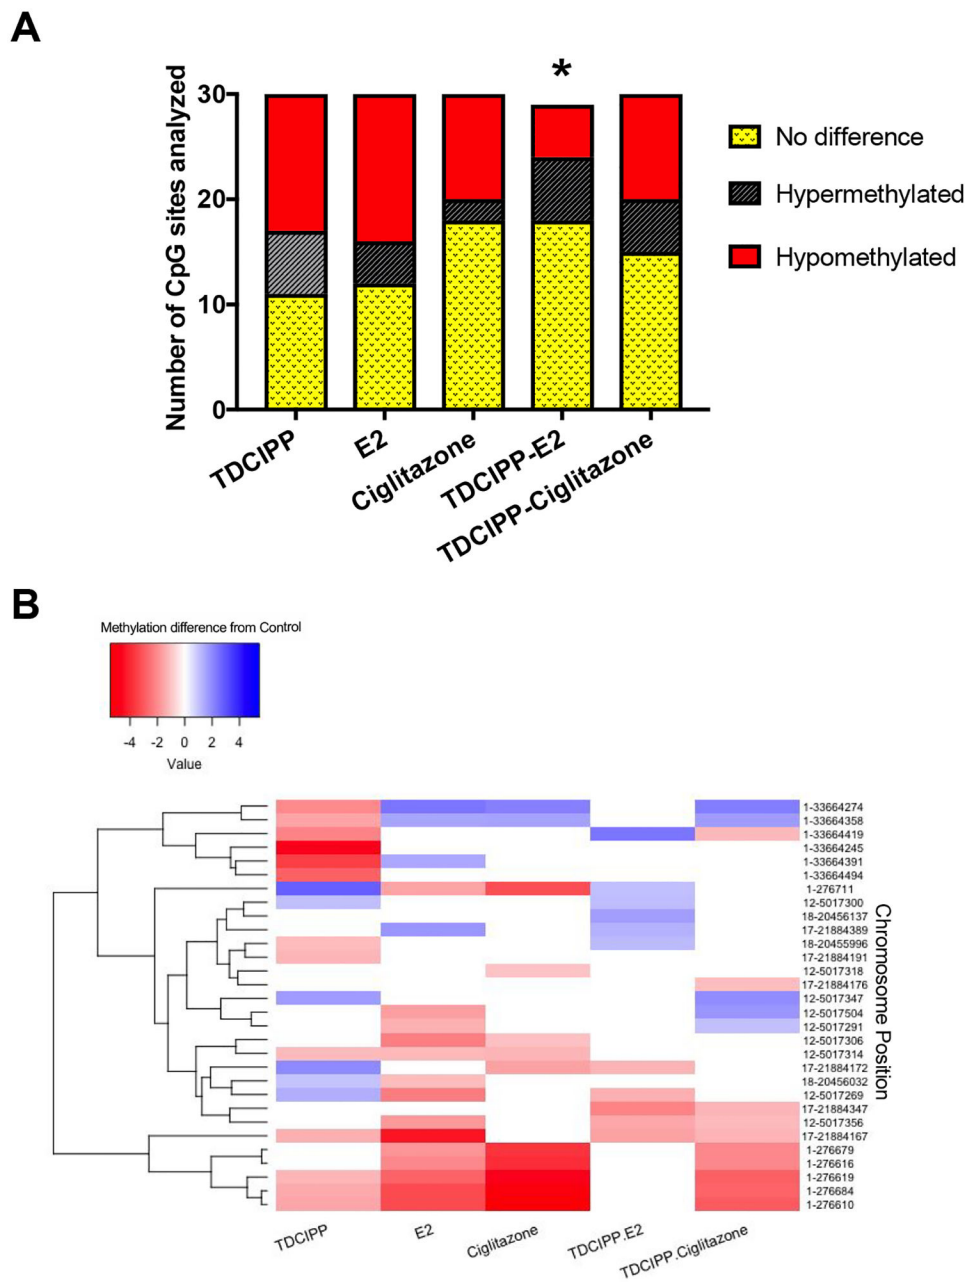 A
Number of CpG sites analyzed
30
20
10
0
*
No difference
Hypermethylated
Hypomethylated
TDCIPP
E2
Ciglitazone
TDCIPP-E2
TDCIPP-Ciglitazone
B
Methylation difference from Control
-4 -2 0 2 4
Value
1-33664274
1-33664358
1-33664419
1-33664245
1-33664391
1-33664494
1-276711
12-5017300
18-20456137
17-21884389
18-20455996
17-21884191
12-5017318
17-21884176
12-5017347
12-5017504
12-5017291
12-5017306
12-5017314
17-21884172
18-20456032
12-5017269
17-21884347
12-5017356
17-21884167
1-276679
1-276616
1-276619
1-276684
1-276610
Chromosome Position
TDCIPP
E2
Ciglitazone
TDCIPP.E2
TDCIPP.Ciglitazone